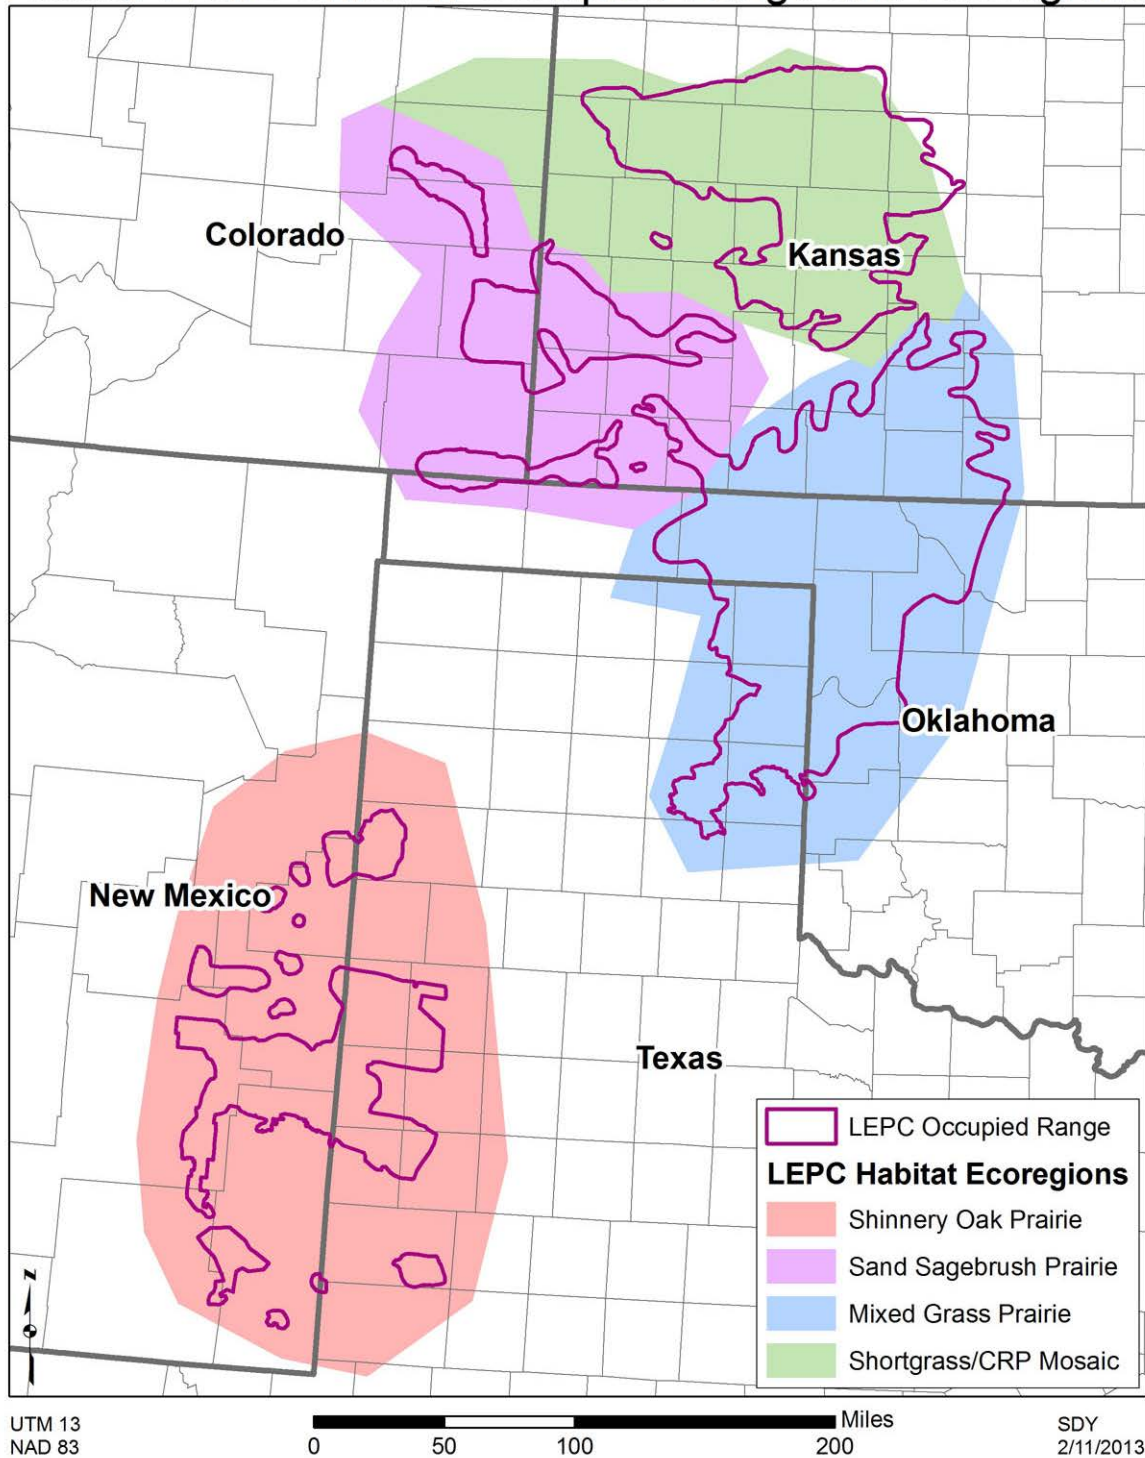 Colorado
Kansas
Oklahoma
New Mexico
Texas
LEPC Occupied Range
LEPC Habitat Ecoregions
Shinnery Oak Prairie
Sand Sagebrush Prairie
Mixed Grass Prairie
Shortgrass/CRP Mosaic
N
UTM 13
NAD 83
Miles
0 50 100 200
SDY
2/11/2013